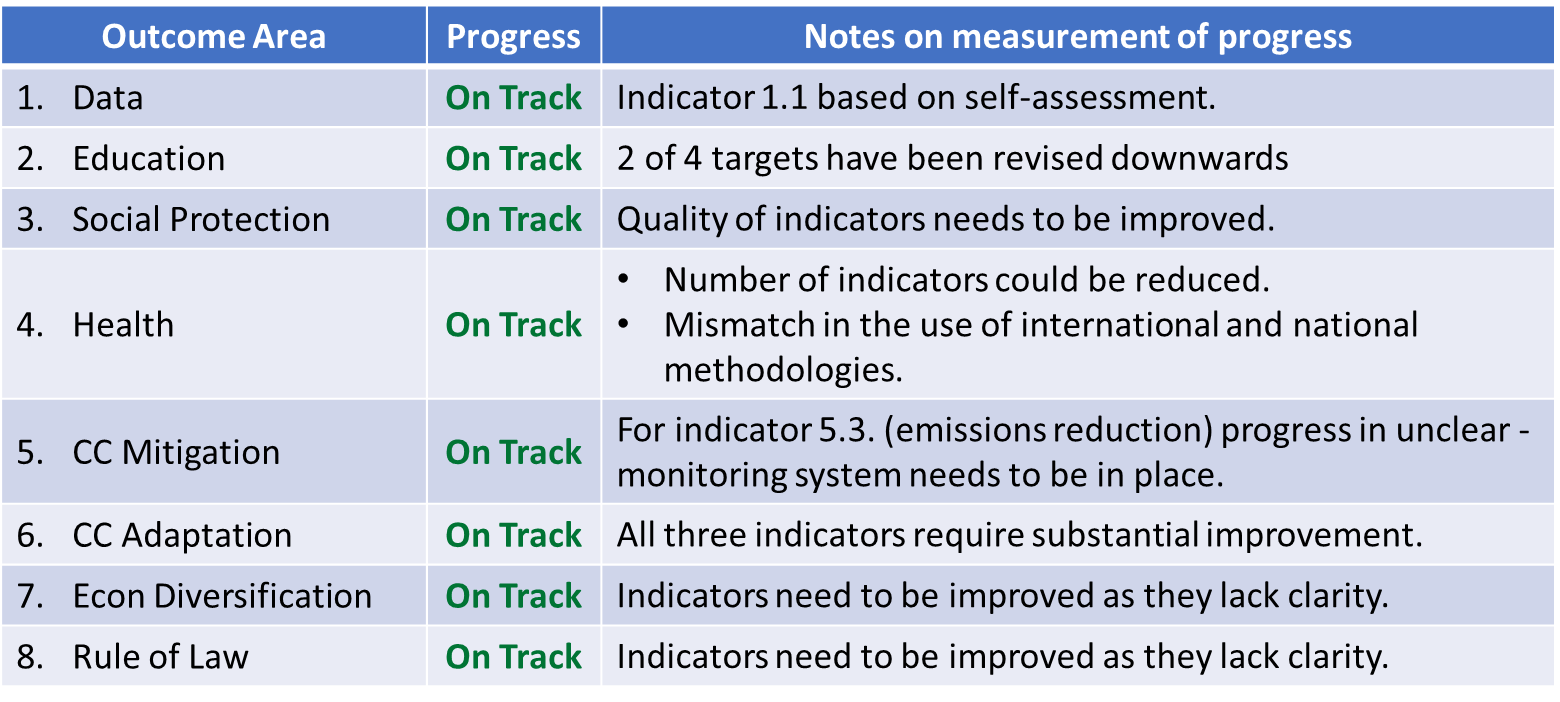 Outcome Area Progress Notes on measurement of progress
1. Data On Track Indicator 1.1 based on self-assessment.
2. Education On Track 2 of 4 targets have been revised downwards
3. Social Protection On Track Quality of indicators needs to be improved.
4. Health On Track • Number of indicators could be reduced.
• Mismatch in the use of international and national
methodologies.
5. CC Mitigation On Track For indicator 5.3. (emissions reduction) progress in unclear -
monitoring system needs to be in place.
6. CC Adaptation On Track All three indicators require substantial improvement.
7. Econ Diversification On Track Indicators need to be improved as they lack clarity.
8. Rule of Law On Track Indicators need to be improved as they lack clarity.